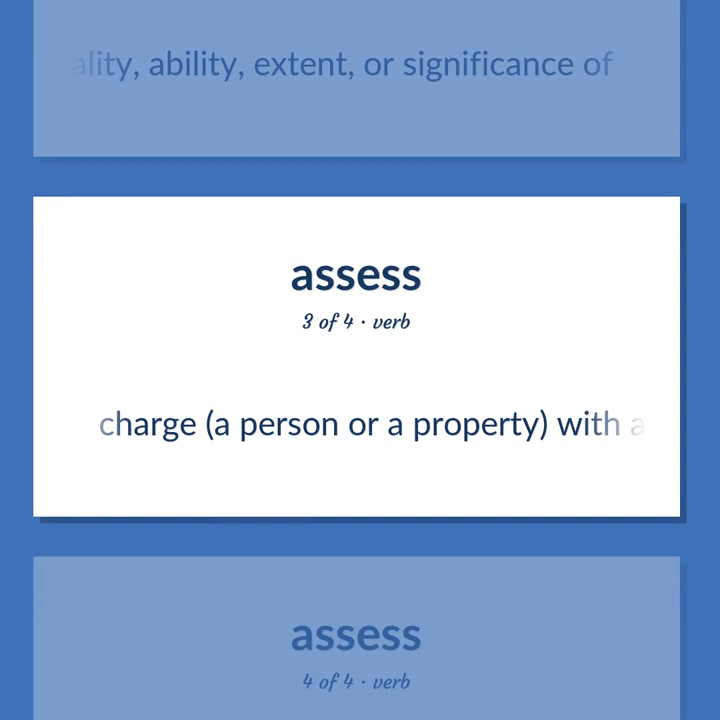 ality, ability, extent, or significance of
assess
3 of 4 · verb
charge (a person or a property) with a
assess
4 of 4 · verb